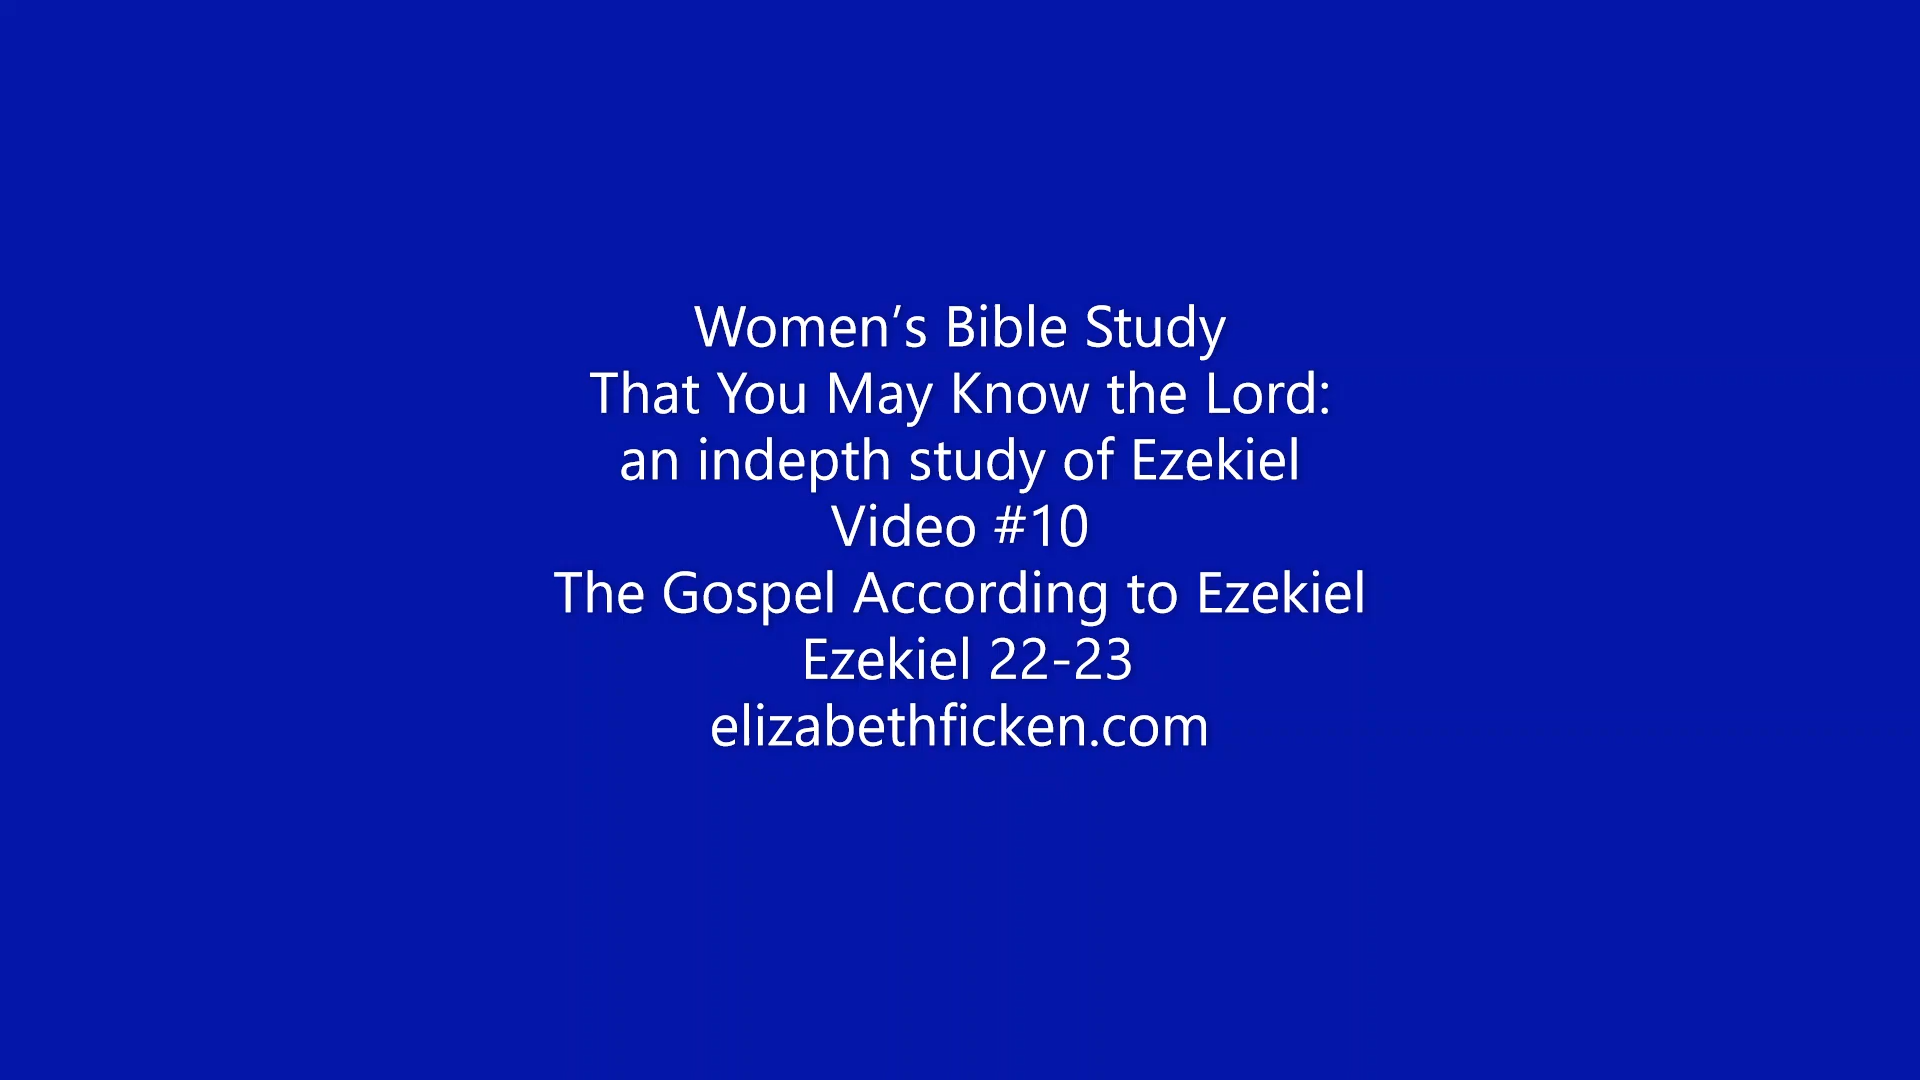 Women’s Bible Study
That You May Know the Lord:
an indepth study of Ezekiel
Video #10
The Gospel According to Ezekiel
Ezekiel 22-23
elizabethficken.com